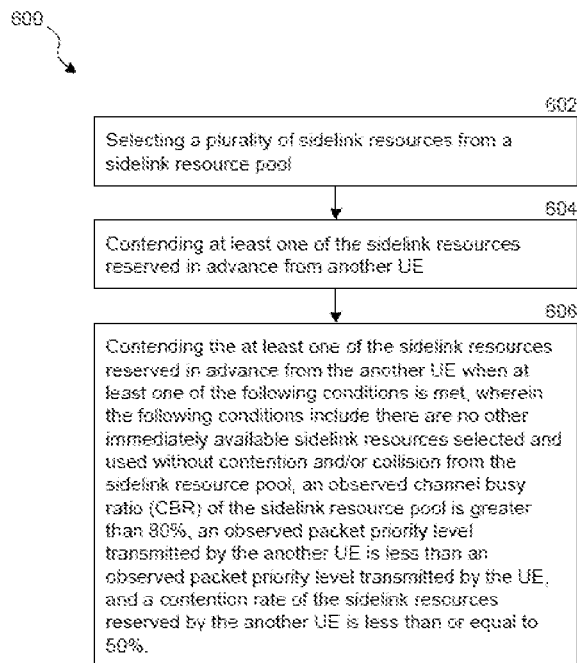 600
602
Selecting a plurality of sidelink resources from a
sidelink resource pool
604
Contending at least one of the sidelink resources
reserved in advance from another UE
606
Contending the at least one of the sidelink resources
reserved in advance from the another UE when at
least one of the following conditions is met, wherein
the following conditions include there are no other
immediately available sidelink resources selected and
used without contention and/or collision from the
sidelink resource pool, an observed channel busy
ratio (CBR) of the sidelink resource pool is greater
than 80%, an observed packet priority level
transmitted by the another UE is less than an
observed packet priority level transmitted by the UE,
and a contention rate of the sidelink resources
reserved by the another UE is less than or equal to
50%.